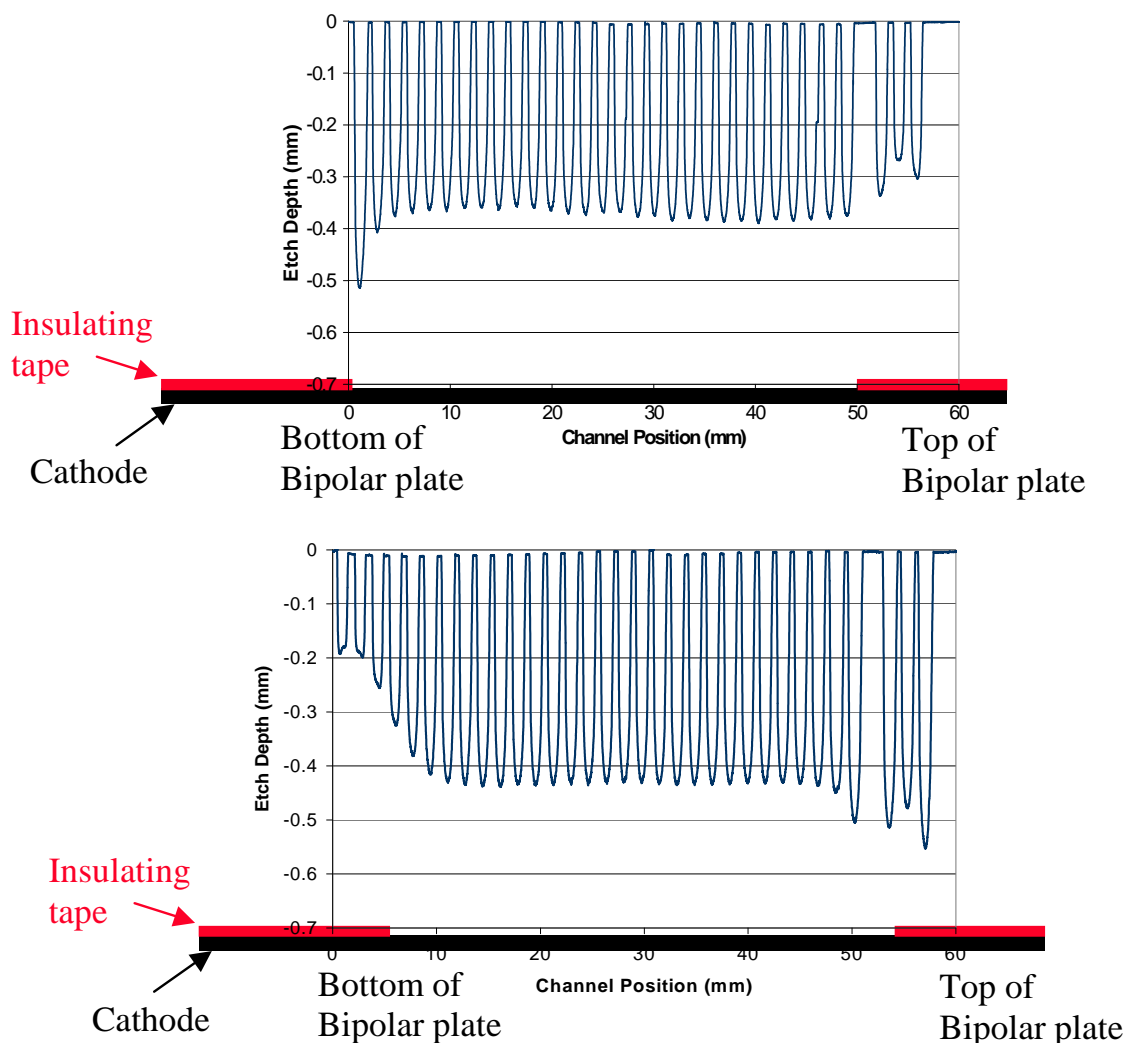 0
-0.1
-0.2
-0.3
-0.4
-0.5
-0.6
-0.7
Etch Depth (mm)
Insulating
tape
0 10 20 30 40 50 60
Channel Position (mm)
Cathode
Bottom of
Bipolar plate
Top of
Bipolar plate
0
-0.1
-0.2
-0.3
-0.4
-0.5
-0.6
-0.7
Etch Depth (mm)
Insulating
tape
0 10 20 30 40 50 60
Channel Position (mm)
Cathode
Bottom of
Bipolar plate
Top of
Bipolar plate